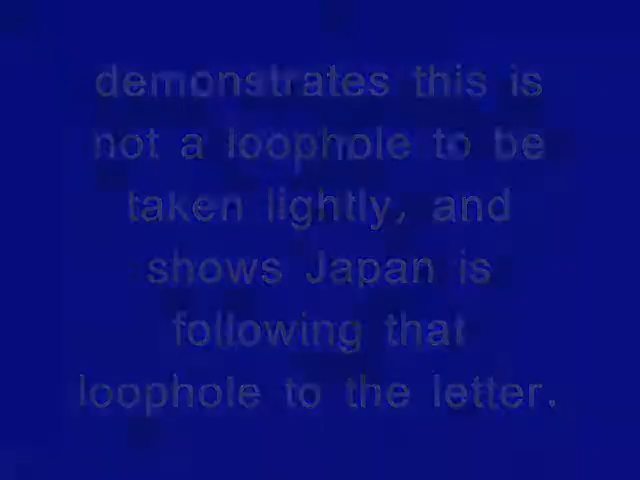 demonstrates this is
not a loophole to be
taken lightly, and
shows Japan is
following that
loophole to the letter.